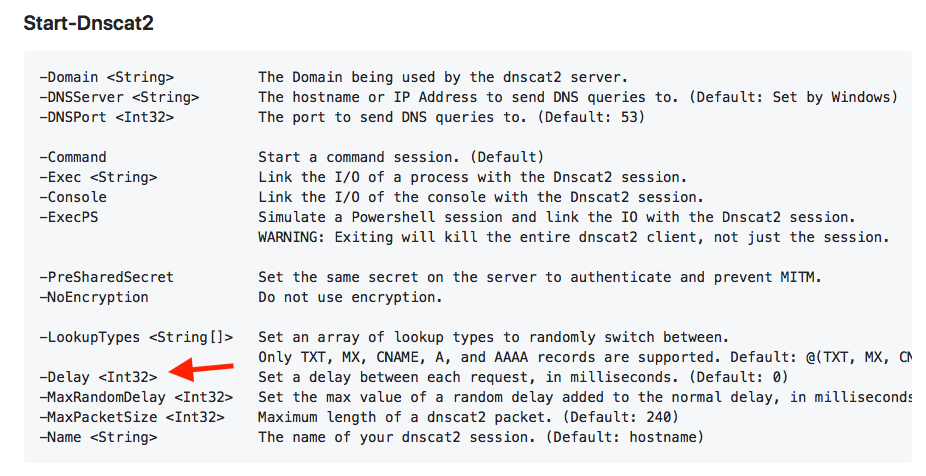 Start-Dnscat2
-Domain <String> The Domain being used by the dnscat2 server.
-DNSServer <String> The hostname or IP Address to send DNS queries to. (Default: Set by Windows)
-DNSPort <Int32> The port to send DNS queries to. (Default: 53)
-Command Start a command session. (Default)
-Exec <String> Link the I/O of a process with the Dnscat2 session.
-Console Link the I/O of the console with the Dnscat2 session.
-ExecPS Simulate a Powershell session and link the IO with the Dnscat2 session.
WARNING: Exiting will kill the entire dnscat2 client, not just the session.
-PreSharedSecret Set the same secret on the server to authenticate and prevent MITM.
-NoEncryption Do not use encryption.
-LookupTypes <String[]> Set an array of lookup types to randomly switch between.
Only TXT, MX, CNAME, A, and AAAA records are supported. Default: @(TXT, MX, CN
-Delay <Int32> Set a delay between each request, in milliseconds. (Default: 0)
-MaxRandomDelay <Int32> Set the max value of a random delay added to the normal delay, in milliseconds
-MaxPacketSize <Int32> Maximum length of a dnscat2 packet. (Default: 240)
-Name <String> The name of your dnscat2 session. (Default: hostname)